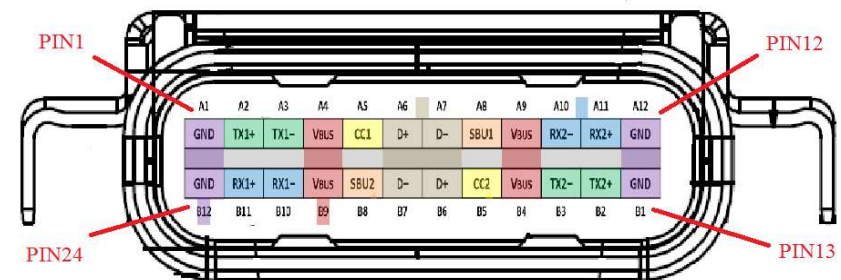 PIN1 PIN12
A1 A2 A3 A4 A5 A6 A7 A8 A9 A10 A11 A12
GND TX1+ TX1− VBUS CC1 D+ D− SBU1 VBUS RX2− RX2+ GND
GND RX1+ RX1− VBUS SBU2 D− D+ CC2 VBUS TX2− TX2+ GND
B12 B11 B10 B9 B8 B7 B6 B5 B4 B3 B2 B1
PIN24 PIN13